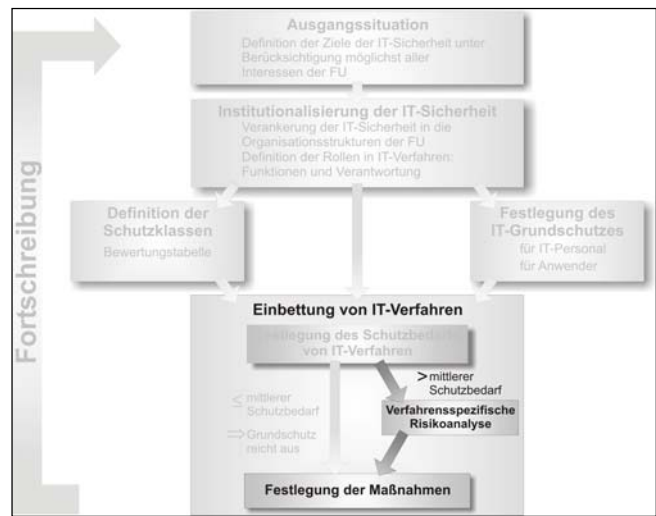 Ausgangssituation
Definition der Ziele der IT-Sicherheit unter
Berücksichtigung möglichst aller
Interessen der FU
Institutionalisierung der IT-Sicherheit
Verankerung der IT-Sicherheit in die
Organisationsstrukturen der FU
Definition der Rollen in IT-Verfahren:
Funktionen und Verantwortung
Definition der
Schutzklassen
Bewertungstabelle
Festlegung des
IT-Grundschutzes
für IT-Personal
für Anwender
Einbettung von IT-Verfahren
Festlegung des Schutzbedarfs
von IT-Verfahren
> mittlerer
Schutzbedarf
≤ mittlerer
Schutzbedarf
⇒ Grundschutz
reicht aus
Verfahrensspezifische
Risikoanalyse
Festlegung der Maßnahmen
Fortschreibung